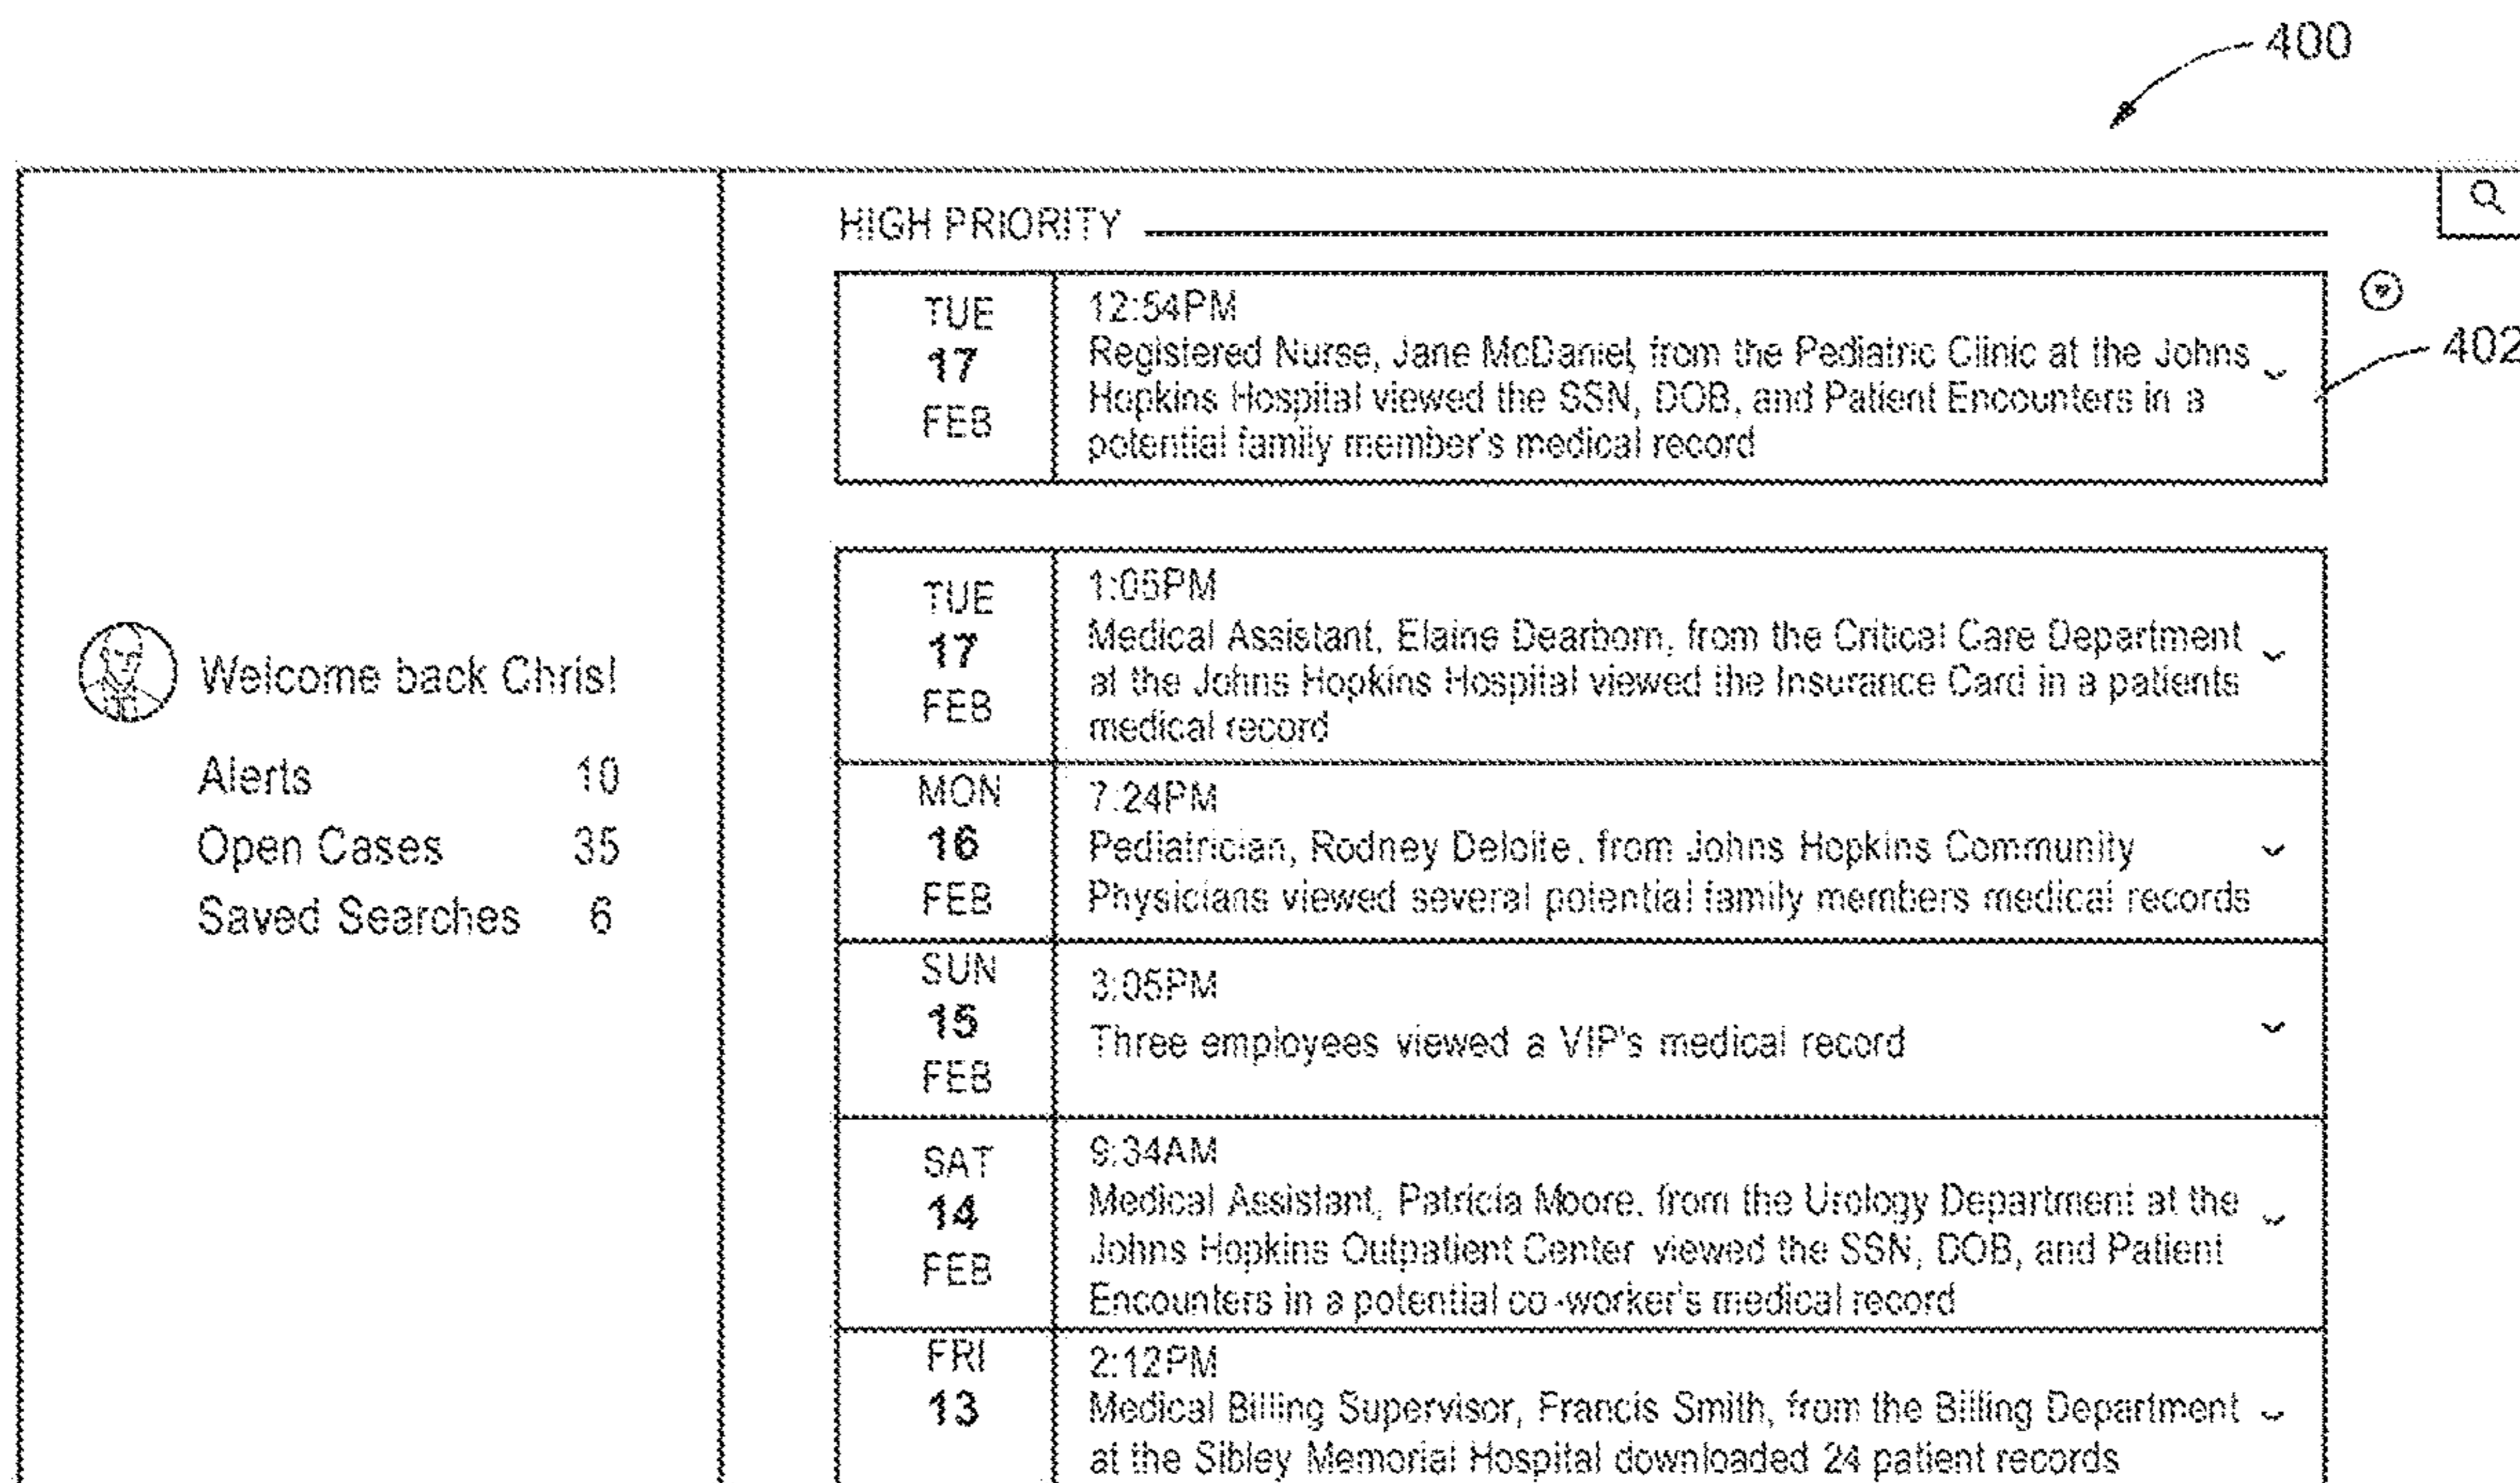 400
Welcome back Chris!
Alerts 10
Open Cases 35
Saved Searches 6
HIGH PRIORITY
402
TUE
17
FEB
12:54PM
Registered Nurse, Jane McDaniel, from the Pediatric Clinic at the Johns
Hopkins Hospital viewed the SSN, DOB, and Patient Encounters in a
potential family member's medical record
TUE
17
FEB
1:05PM
Medical Assistant, Elaine Dearborn, from the Critical Care Department
at the Johns Hopkins Hospital viewed the Insurance Card in a patients
medical record
MON
16
FEB
7:24PM
Pediatrician, Rodney Deloite, from Johns Hopkins Community
Physicians viewed several potential family members medical records
SUN
15
FEB
3:05PM
Three employees viewed a VIP's medical record
SAT
14
FEB
9:34AM
Medical Assistant, Patricia Moore, from the Urology Department at the
Johns Hopkins Outpatient Center viewed the SSN, DOB, and Patient
Encounters in a potential co-worker's medical record
FRI
13
2:12PM
Medical Billing Supervisor, Francis Smith, from the Billing Department
at the Sibley Memorial Hospital downloaded 24 patient records